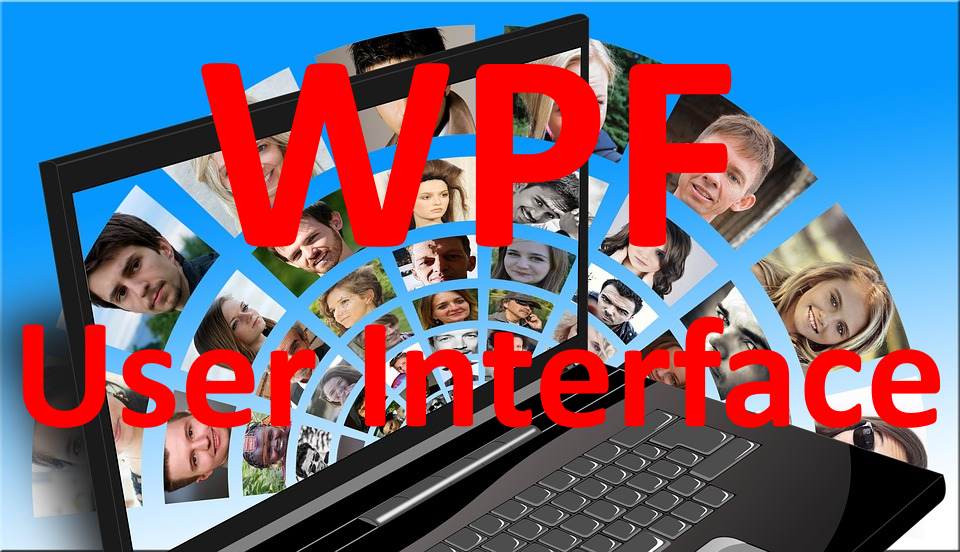 WPF
User Interface